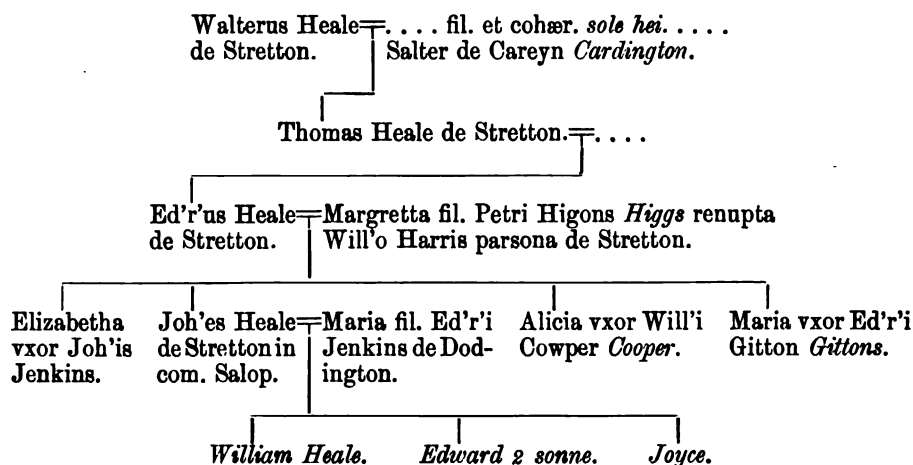 Walterus Heale=. . . . fil. et cohær. sole hei. . . . .
de Stretton. Salter de Careyn Cardington.
Thomas Heale de Stretton.=. . . .
Ed'r'us Heale=Margretta fil. Petri Higons Higgs renupta
de Stretton. Will'o Harris parsona de Stretton.
Elizabetha
vxor Joh'is
Jenkins.
Joh'es Heale=Maria fil. Ed'r'i
de Stretton in Jenkins de Dod-
com. Salop. ington.
Alicia vxor Will'i
Cowper Cooper.
Maria vxor Ed'r'i
Gitton Gittons.
William Heale. Edward 2 sonne. Joyce.